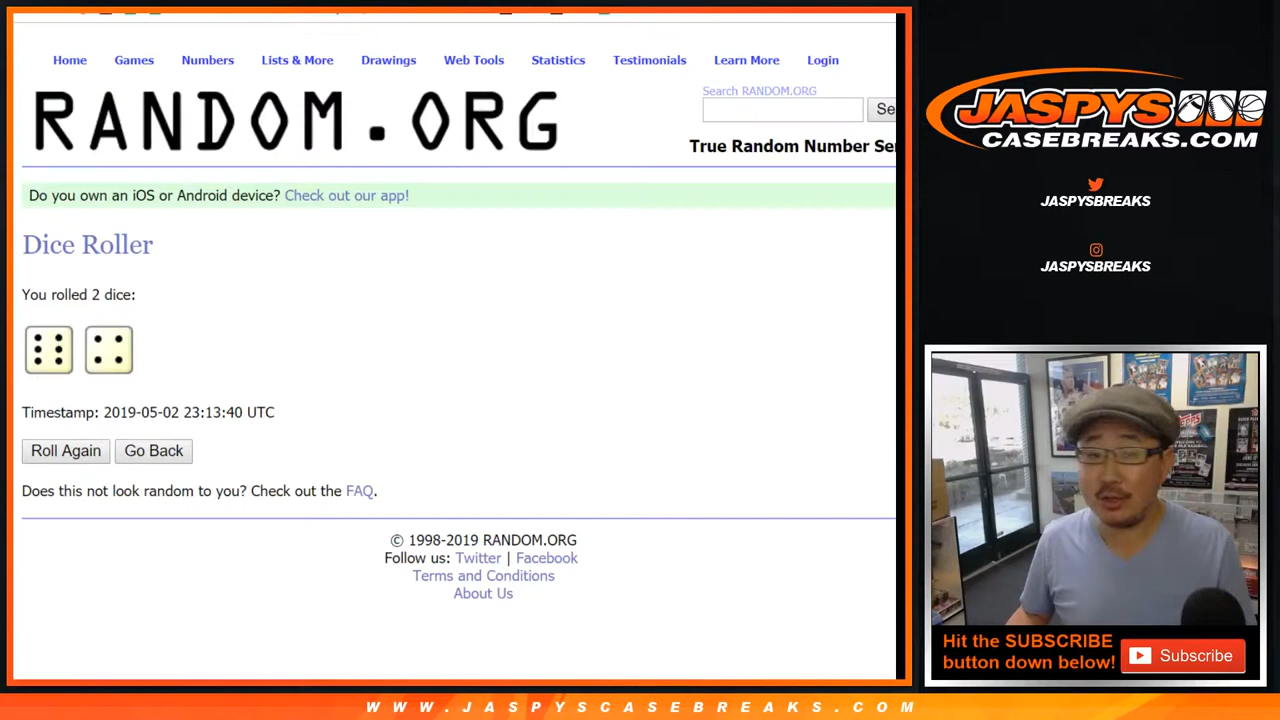 Home Games Numbers Lists & More Drawings Web Tools Statistics Testimonials Learn More Login
RANDOM.ORG
Search RANDOM.ORG
Se
True Random Number Ser
Do you own an iOS or Android device? Check out our app!
Dice Roller
You rolled 2 dice:
Timestamp: 2019-05-02 23:13:40 UTC
Roll Again Go Back
Does this not look random to you? Check out the FAQ.
© 1998-2019 RANDOM.ORG
Follow us: Twitter | Facebook
Terms and Conditions
About Us
JASPYS
CASEBREAKS.COM
JASPYSBREAKS
JASPYSBREAKS
Topps
Hit the SUBSCRIBE
button down below!
Subscribe
WWW.JASPYSCASEBREAKS.COM